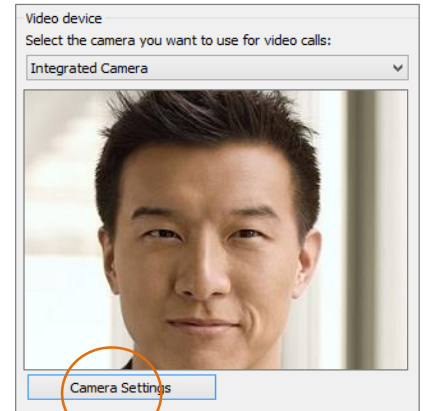 Video device
Select the camera you want to use for video calls:
Integrated Camera
Camera Settings